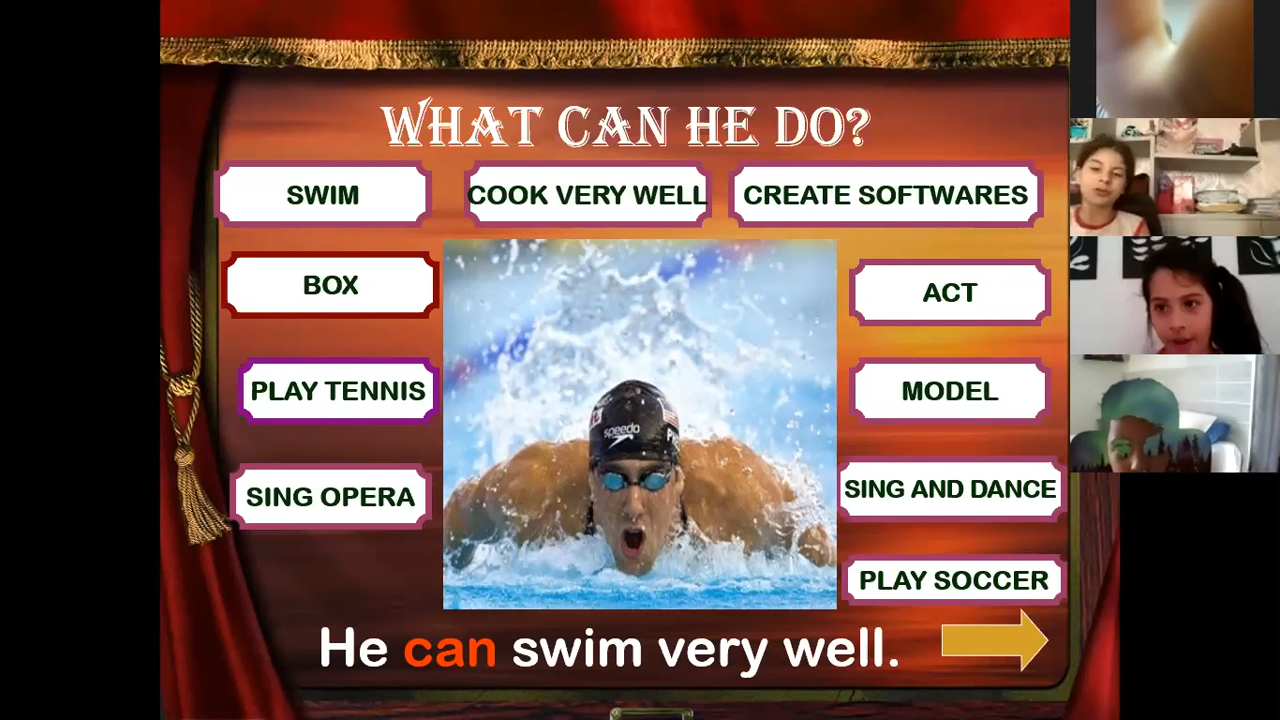 WHAT CAN HE DO?
SWIM
COOK VERY WELL
CREATE SOFTWARES
BOX
ACT
PLAY TENNIS
MODEL
SING OPERA
SING AND DANCE
PLAY SOCCER
speedo
He can swim very well.